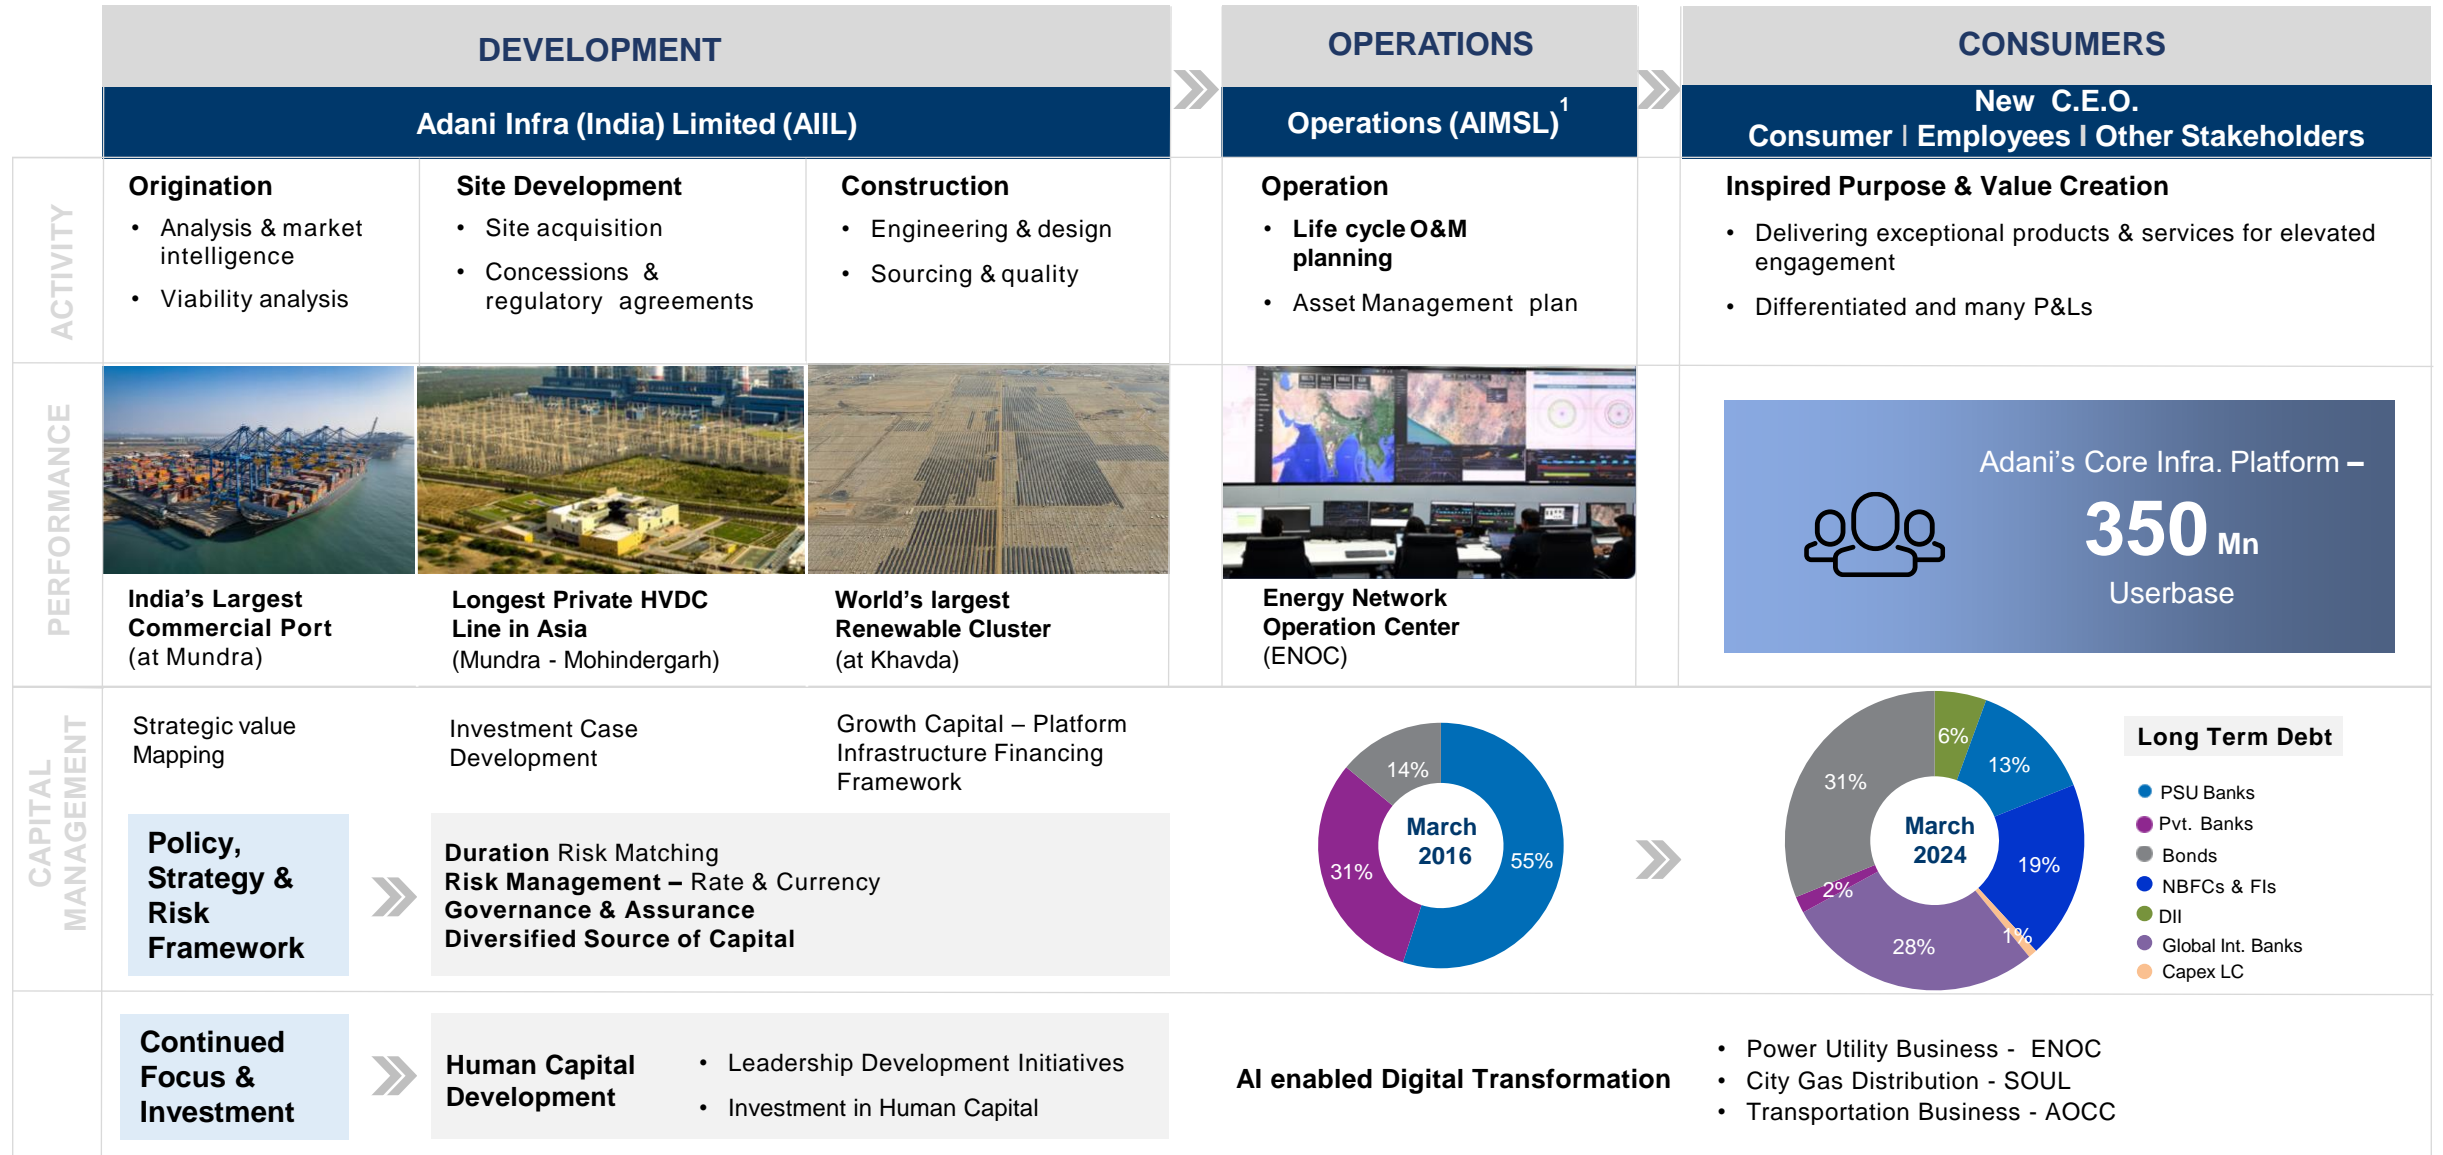 DEVELOPMENT
OPERATIONS
CONSUMERS
Adani Infra (India) Limited (AIIL)
Operations (AIMSL)1
New C.E.O.
Consumer I Employees I Other Stakeholders
ACTIVITY
Origination
• Analysis & market
intelligence
• Viability analysis
Site Development
• Site acquisition
• Concessions &
regulatory agreements
Construction
• Engineering & design
• Sourcing & quality
Operation
• Life cycle O&M
planning
• Asset Management plan
Inspired Purpose & Value Creation
• Delivering exceptional products & services for elevated
engagement
• Differentiated and many P&Ls
PERFORMANCE
India's Largest
Commercial Port
(at Mundra)
Longest Private HVDC
Line in Asia
(Mundra - Mohindergarh)
World's largest
Renewable Cluster
(at Khavda)
Energy Network
Operation Center
(ENOC)
Adani's Core Infra. Platform –
350 Mn
Userbase
CAPITAL
MANAGEMENT
Strategic value
Mapping
Investment Case
Development
Growth Capital – Platform
Infrastructure Financing
Framework
Policy,
Strategy &
Risk
Framework
Duration Risk Matching
Risk Management – Rate & Currency
Governance & Assurance
Diversified Source of Capital
14%
31%
55%
March
2016
6%
13%
31%
19%
2%
1%
28%
March
2024
Long Term Debt
PSU Banks
Pvt. Banks
Bonds
NBFCs & FIs
DII
Global Int. Banks
Capex LC
Continued
Focus &
Investment
Human Capital
Development
• Leadership Development Initiatives
• Investment in Human Capital
AI enabled Digital Transformation
• Power Utility Business - ENOC
• City Gas Distribution - SOUL
• Transportation Business - AOCC